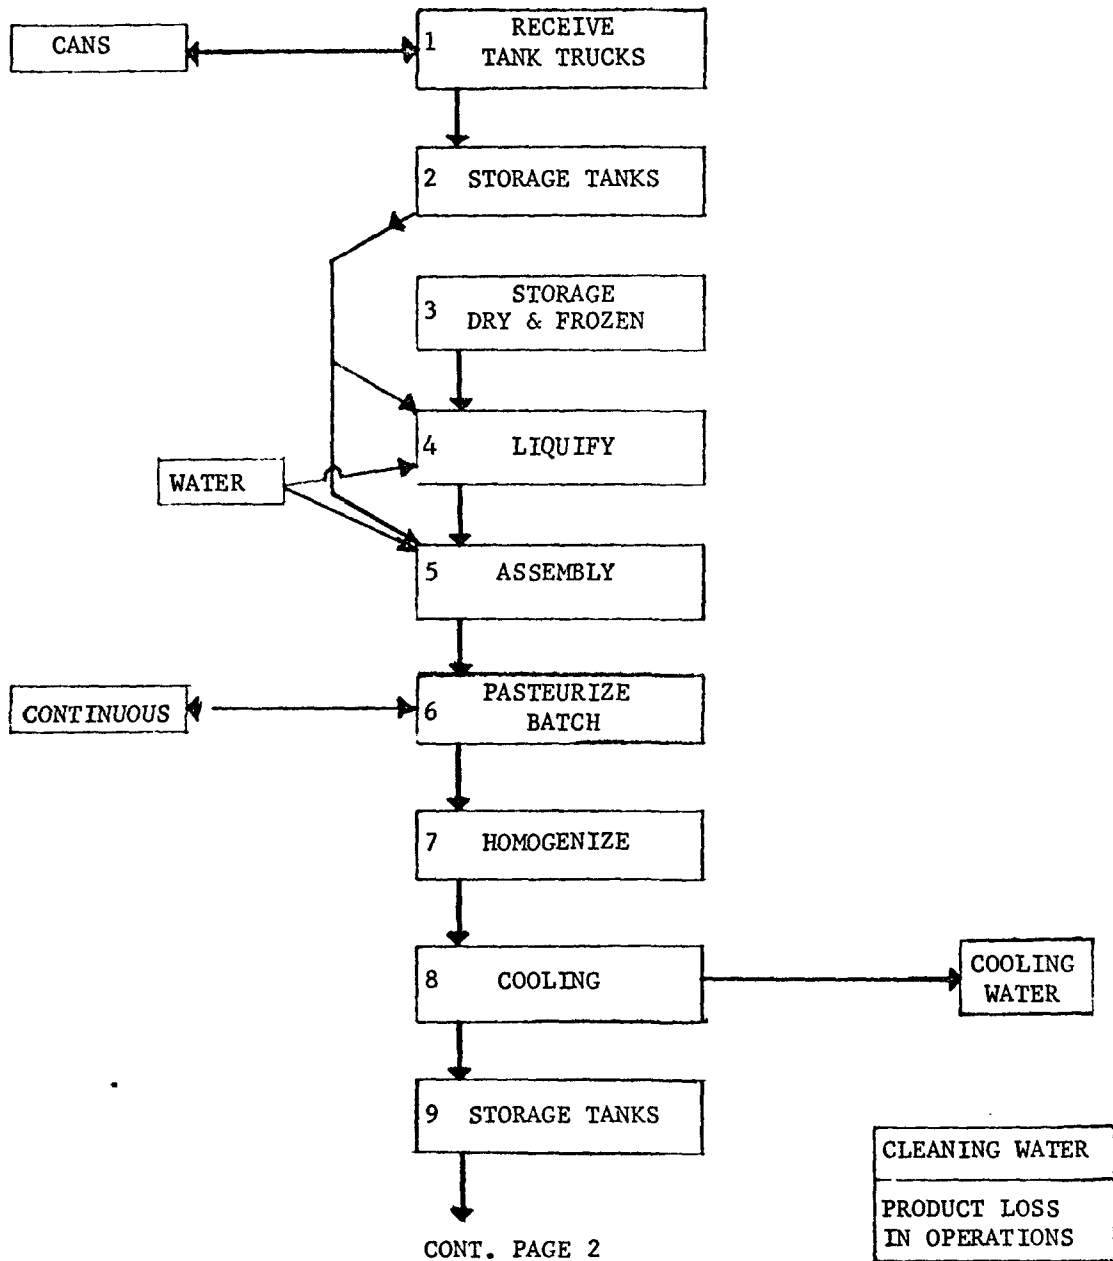 CANS
1 RECEIVE
TANK TRUCKS
2 STORAGE TANKS
3 STORAGE
DRY & FROZEN
4 LIQUIFY
WATER
5 ASSEMBLY
CONTINUOUS
6 PASTEURIZE
BATCH
7 HOMOGENIZE
8 COOLING
COOLING
WATER
9 STORAGE TANKS
CLEANING WATER
PRODUCT LOSS
IN OPERATIONS
CONT. PAGE 2